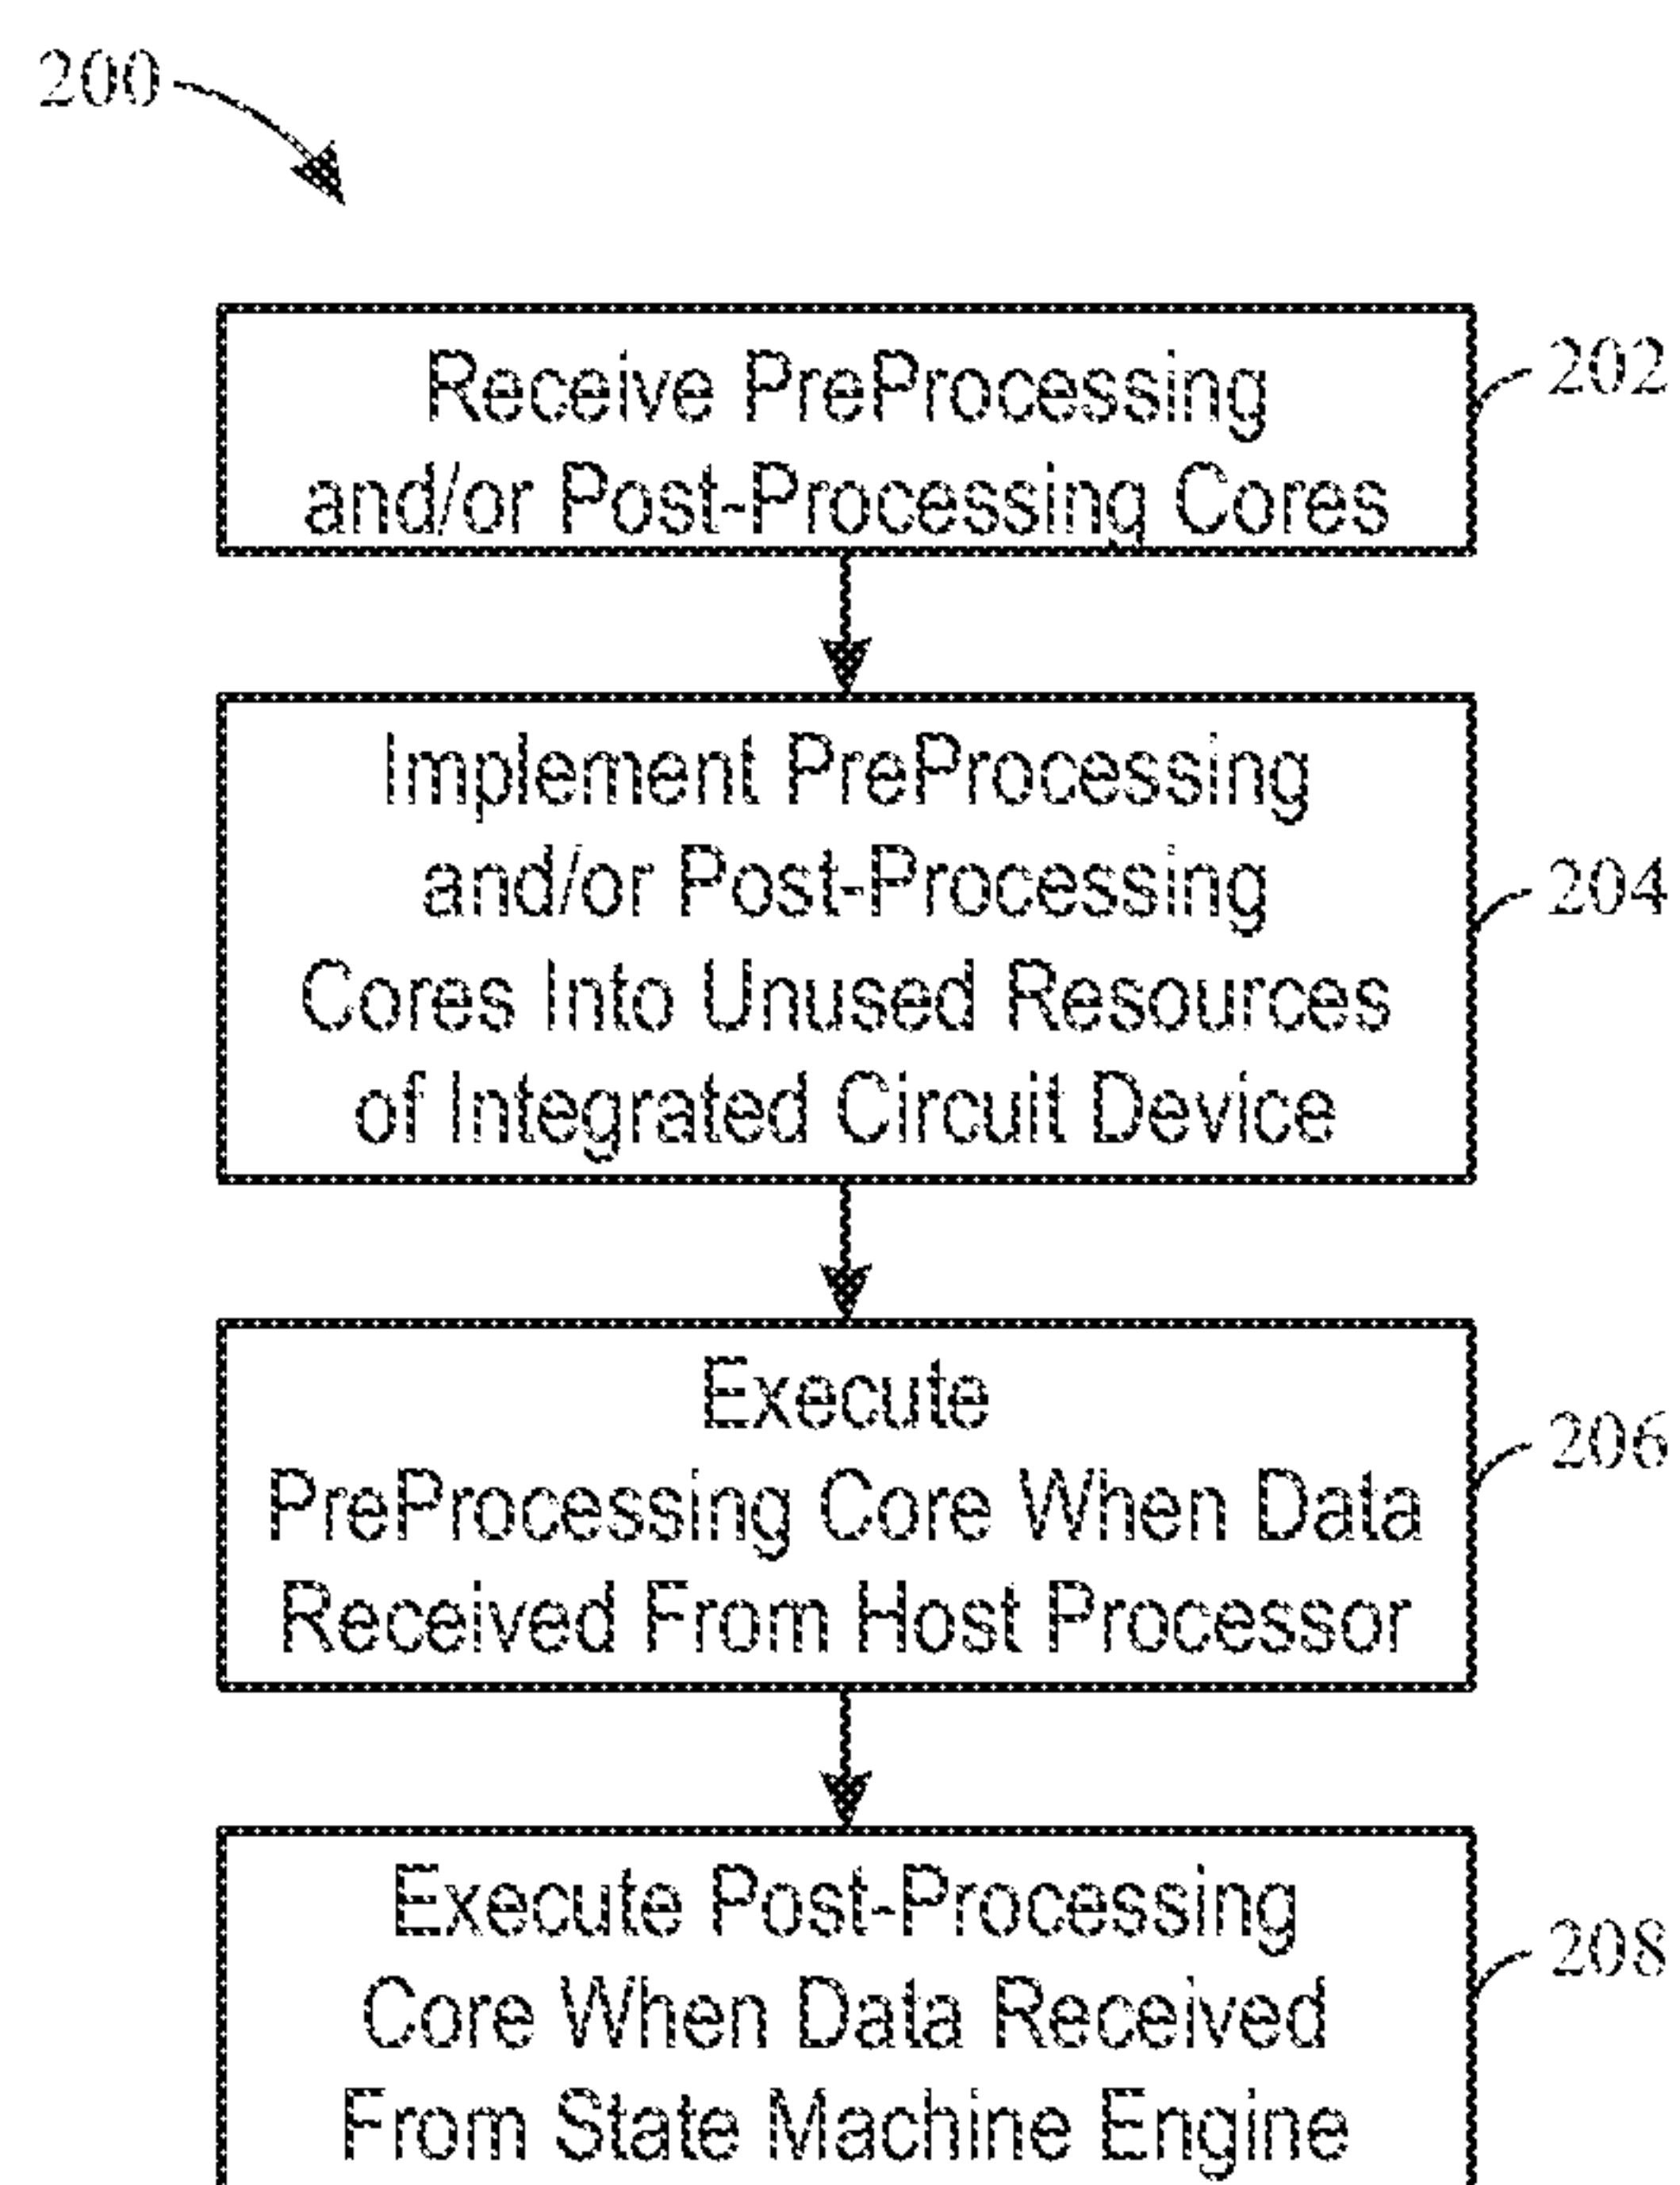 200
Receive PreProcessing
and/or Post-Processing Cores
202
Implement PreProcessing
and/or Post-Processing
Cores Into Unused Resources
of Integrated Circuit Device
204
Execute
PreProcessing Core When Data
Received From Host Processor
206
Execute Post-Processing
Core When Data Received
From State Machine Engine
208